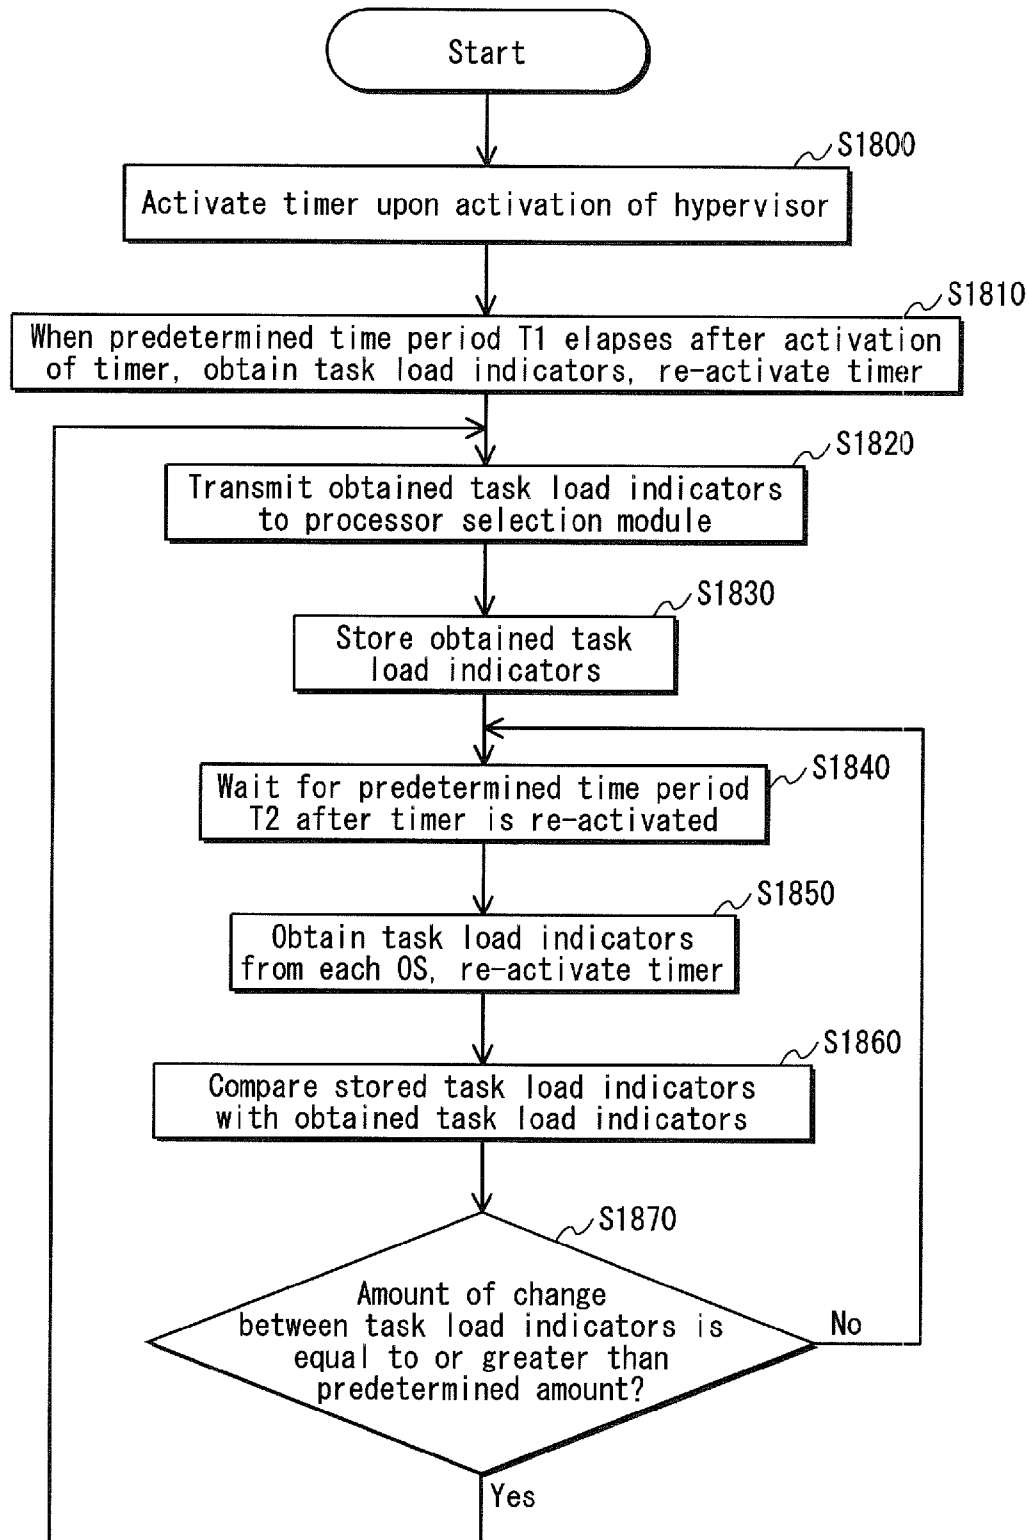 Start
S1800
Activate timer upon activation of hypervisor
S1810
When predetermined time period T1 elapses after activation
of timer, obtain task load indicators, re-activate timer
S1820
Transmit obtained task load indicators
to processor selection module
S1830
Store obtained task
load indicators
S1840
Wait for predetermined time period
T2 after timer is re-activated
S1850
Obtain task load indicators
from each OS, re-activate timer
S1860
Compare stored task load indicators
with obtained task load indicators
S1870
Amount of change
between task load indicators is
equal to or greater than
predetermined amount?
No
Yes